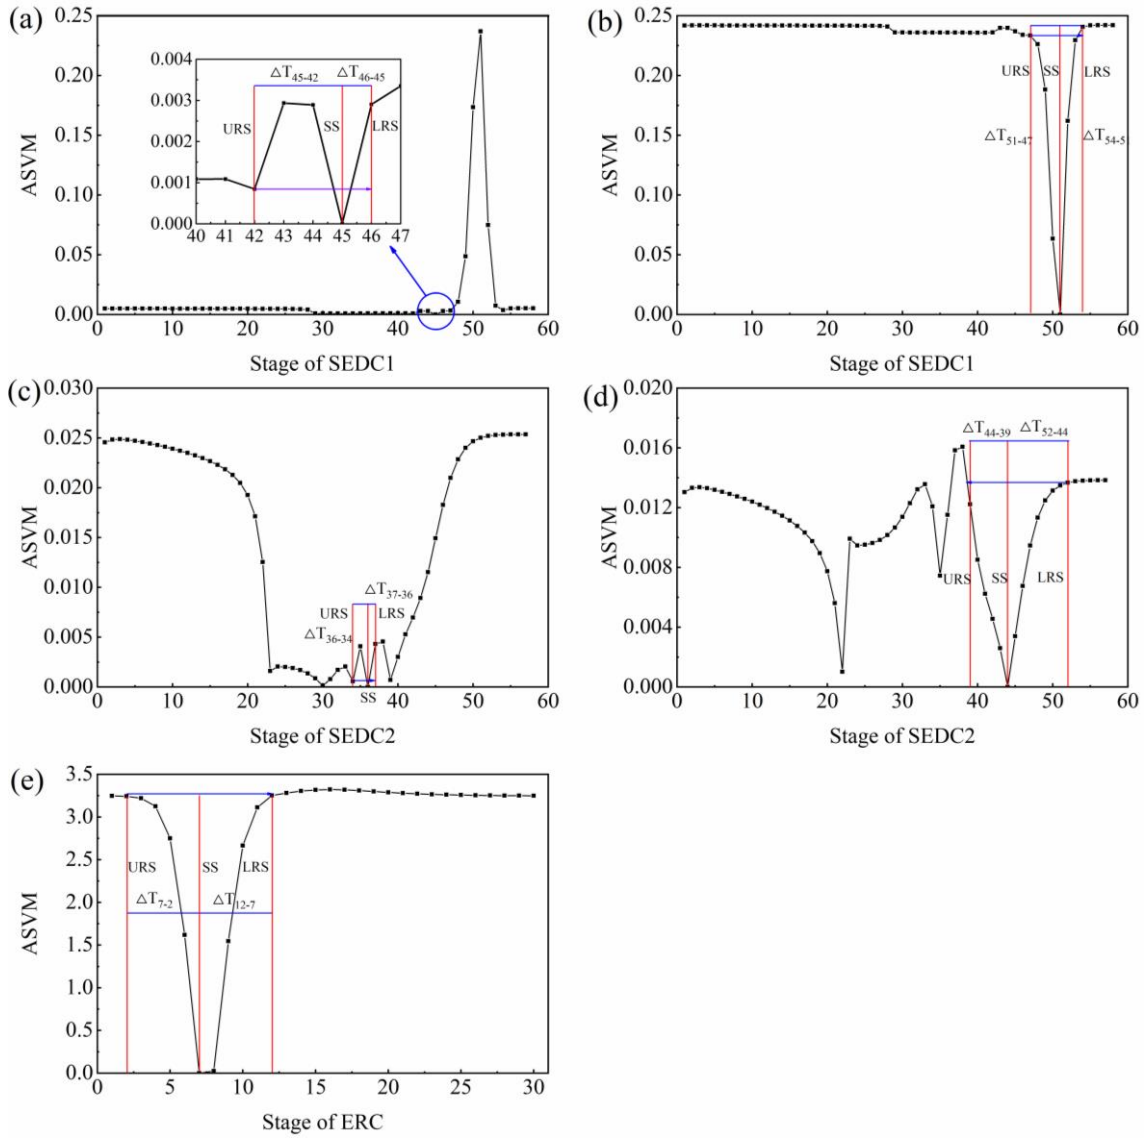 (a)
0.25
0.20
0.15
0.10
0.05
0.00
ASVM
0 10 20 30 40 50 60
Stage of SEDC1
0.004
0.003
0.002
0.001
0.000
40 41 42 43 44 45 46 47
△T45-42 △T46-45
URS SS LRS
(b)
0.25
0.20
0.15
0.10
0.05
0.00
ASVM
0 10 20 30 40 50 60
Stage of SEDC1
URS SS LRS
△T51-47 △T54-51
(c)
0.030
0.025
0.020
0.015
0.010
0.005
0.000
ASVM
0 10 20 30 40 50 60
Stage of SEDC2
△T37-36
URS LRS
△T36-34
SS
(d)
0.020
0.016
0.012
0.008
0.004
0.000
ASVM
0 10 20 30 40 50 60
Stage of SEDC2
△T44-39 △T52-44
URS SS LRS
(e)
3.5
3.0
2.5
2.0
1.5
1.0
0.5
0.0
ASVM
0 5 10 15 20 25 30
Stage of ERC
URS SS LRS
△T7-2 △T12-7